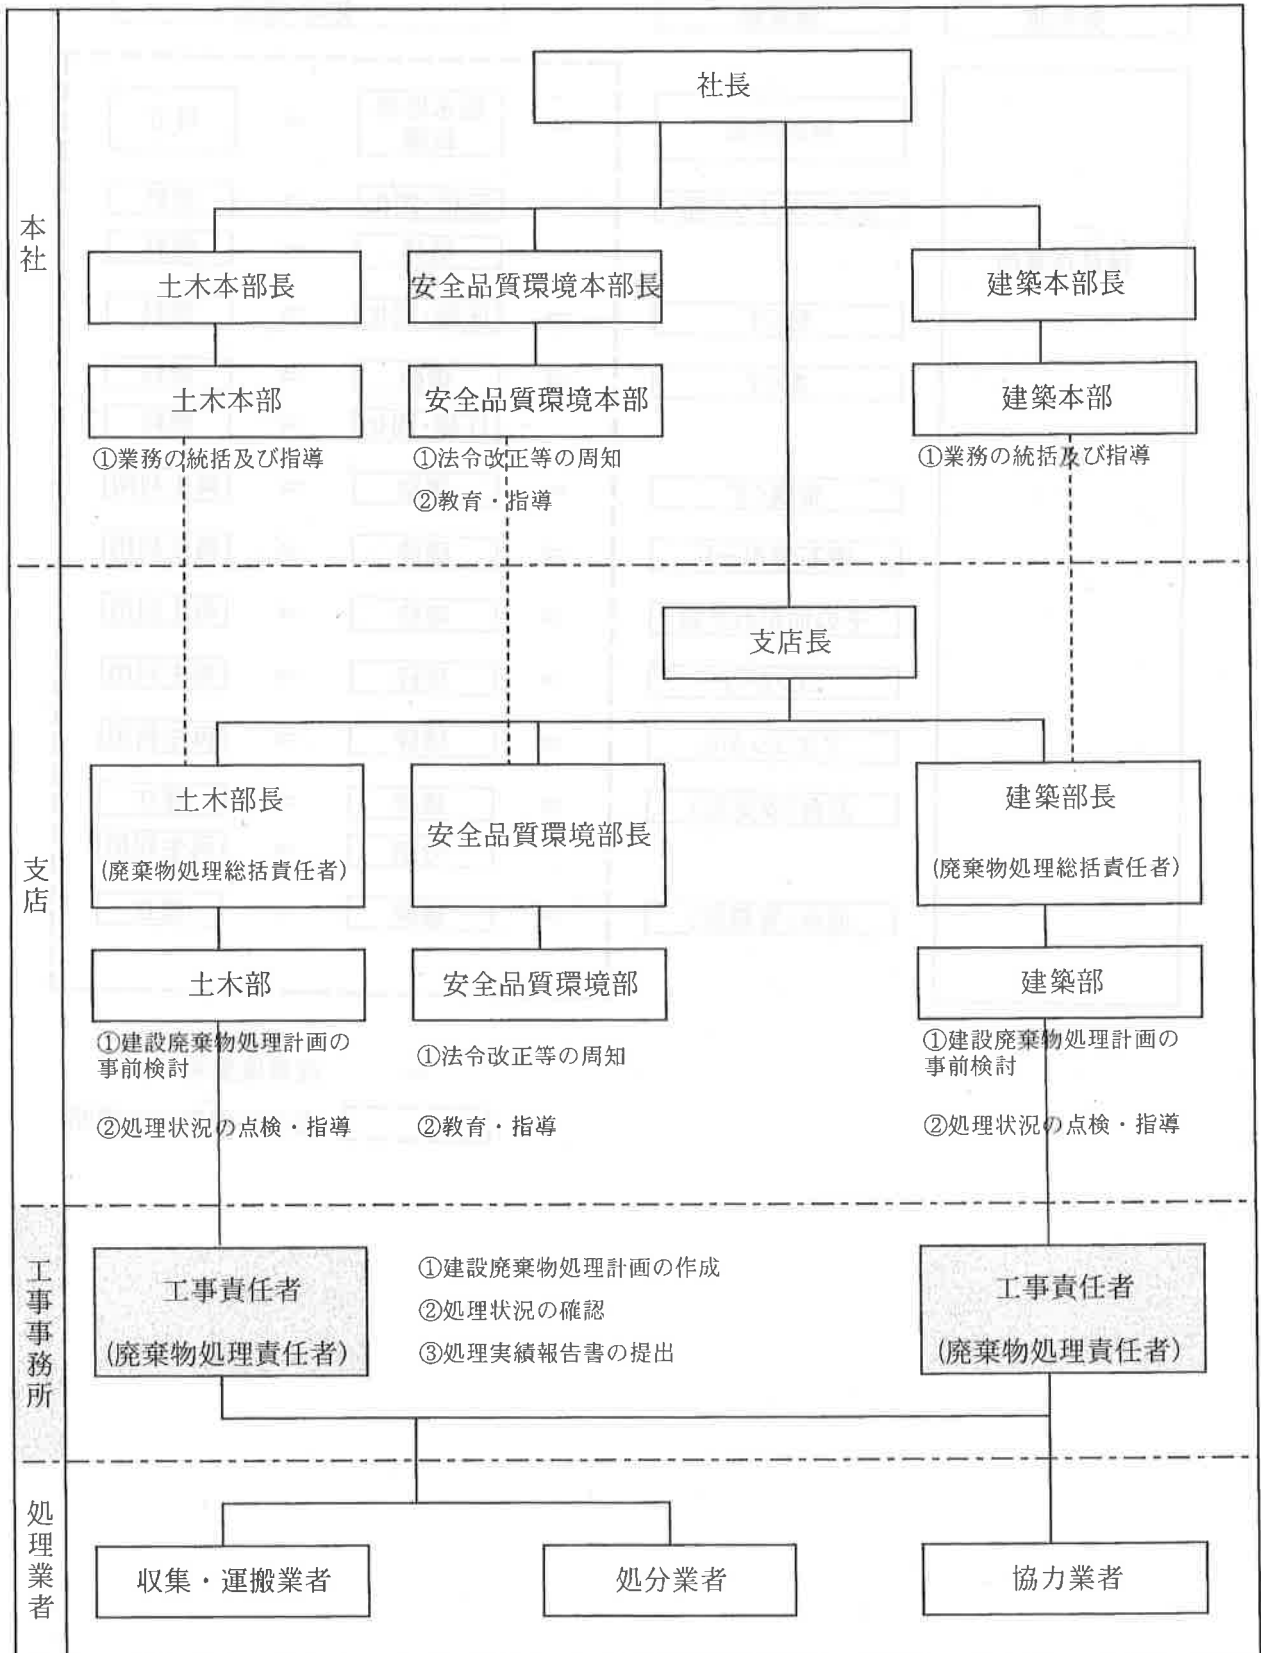 本社
社長
土木本部長
安全品質環境本部長
建築本部長
土木本部
安全品質環境本部
建築本部
①業務の統括及び指導
①法令改正等の周知
②教育・指導
①業務の統括及び指導
支店
支店長
土木部長
(廃棄物処理総括責任者)
安全品質環境部長
建築部長
(廃棄物処理総括責任者)
土木部
安全品質環境部
建築部
①建設廃棄物処理計画の
事前検討
②処理状況の点検・指導
①法令改正等の周知
②教育・指導
①建設廃棄物処理計画の
事前検討
②処理状況の点検・指導
工事事務所
工事責任者
(廃棄物処理責任者)
①建設廃棄物処理計画の作成
②処理状況の確認
③処理実績報告書の提出
工事責任者
(廃棄物処理責任者)
処理業者
収集・運搬業者
処分業者
協力業者